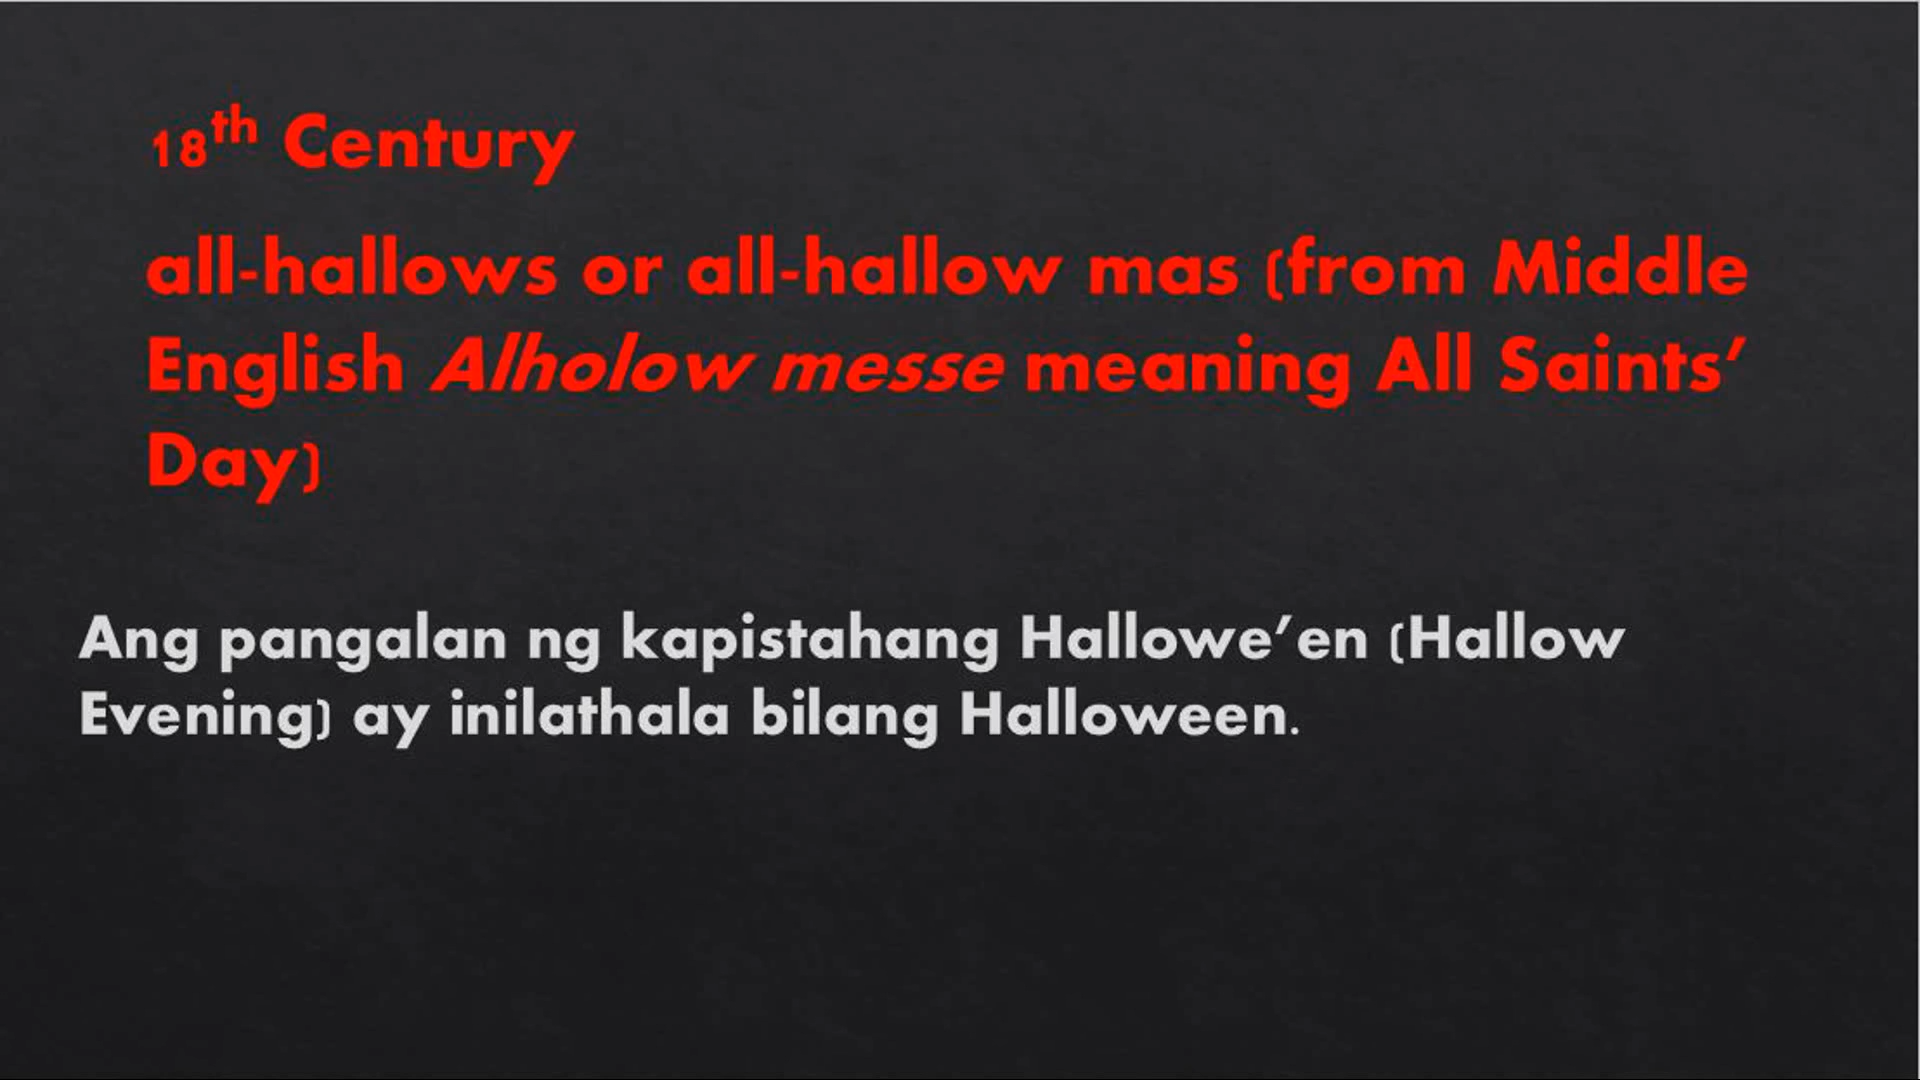 18th Century
all-hallows or all-hallow mas (from Middle
English Alholow messe meaning All Saints’
Day)
Ang pangalan ng kapistahang Hallowe’en (Hallow
Evening) ay inilathala bilang Halloween.